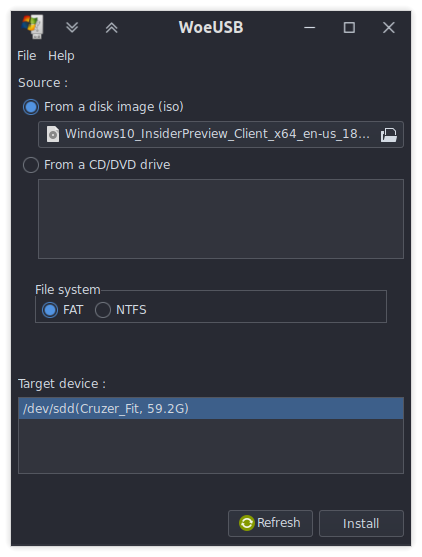 WoeUSB
File Help
Source :
From a disk image (iso)
Windows10_InsiderPreview_Client_x64_en-us_18...
From a CD/DVD drive
File system
FAT NTFS
Target device :
/dev/sdd(Cruzer_Fit, 59.2G)
Refresh Install